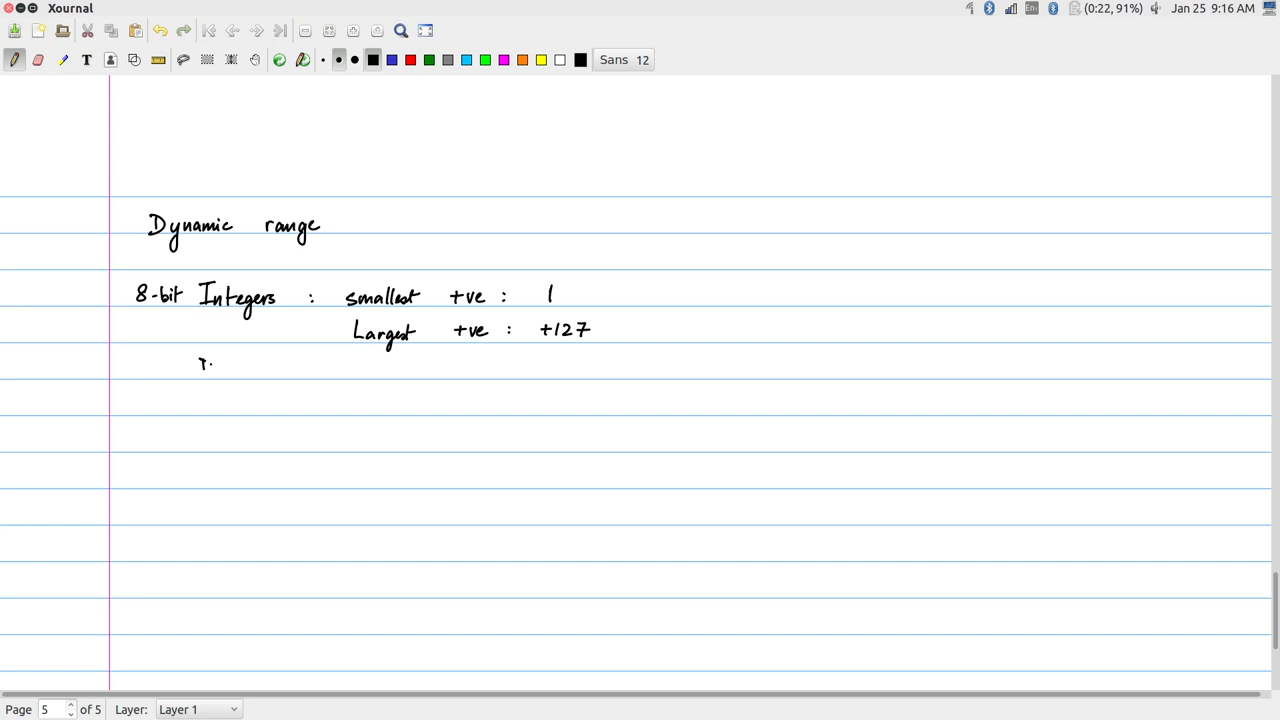 Xournal
En (0:22, 91%) Jan 25 9:16 AM
Sans 12
Dynamic range
8-bit Integers : smallest +ve : 1
Largest +ve : +127
Page 5 of 5 Layer: Layer 1